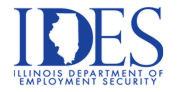 IDES
ILLINOIS DEPARTMENT OF
EMPLOYMENT SECURITY